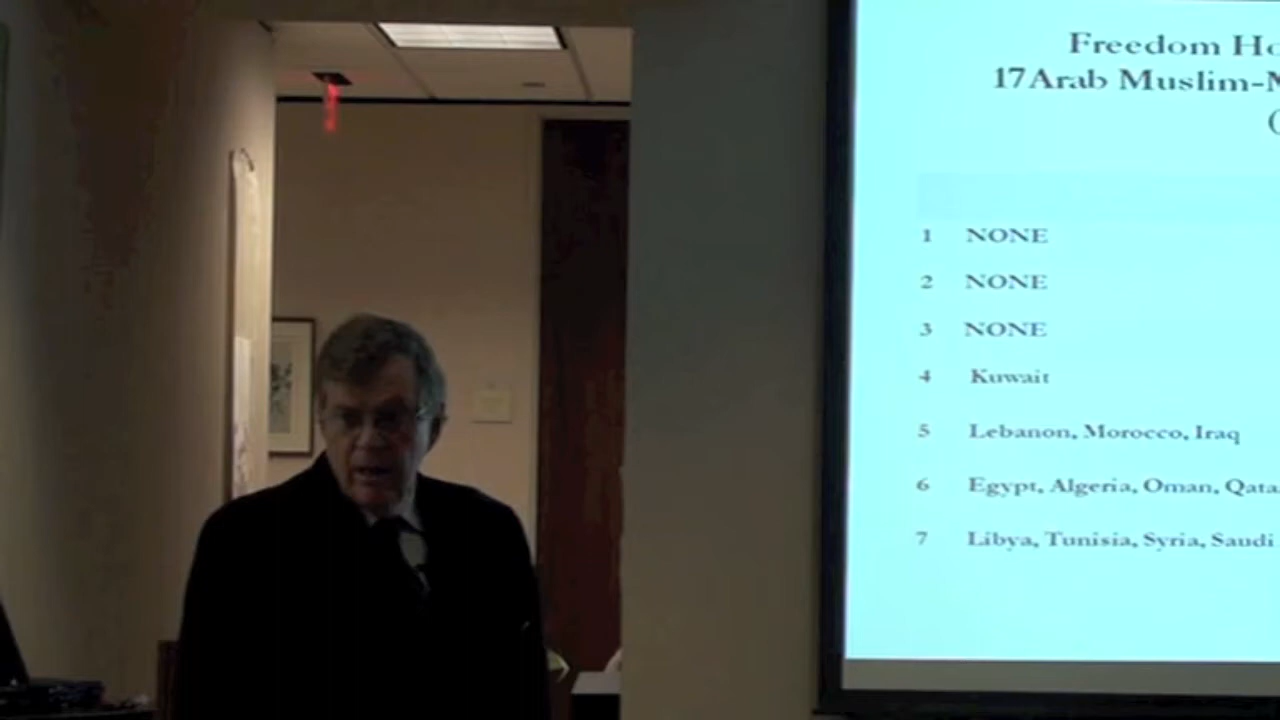 Freedom Ho
17Arab Muslim-M
(
1 NONE
2 NONE
3 NONE
4 Kuwait
5 Lebanon, Morocco, Iraq
6 Egypt, Algeria, Oman, Qata
7 Libya, Tunisia, Syria, Saudi